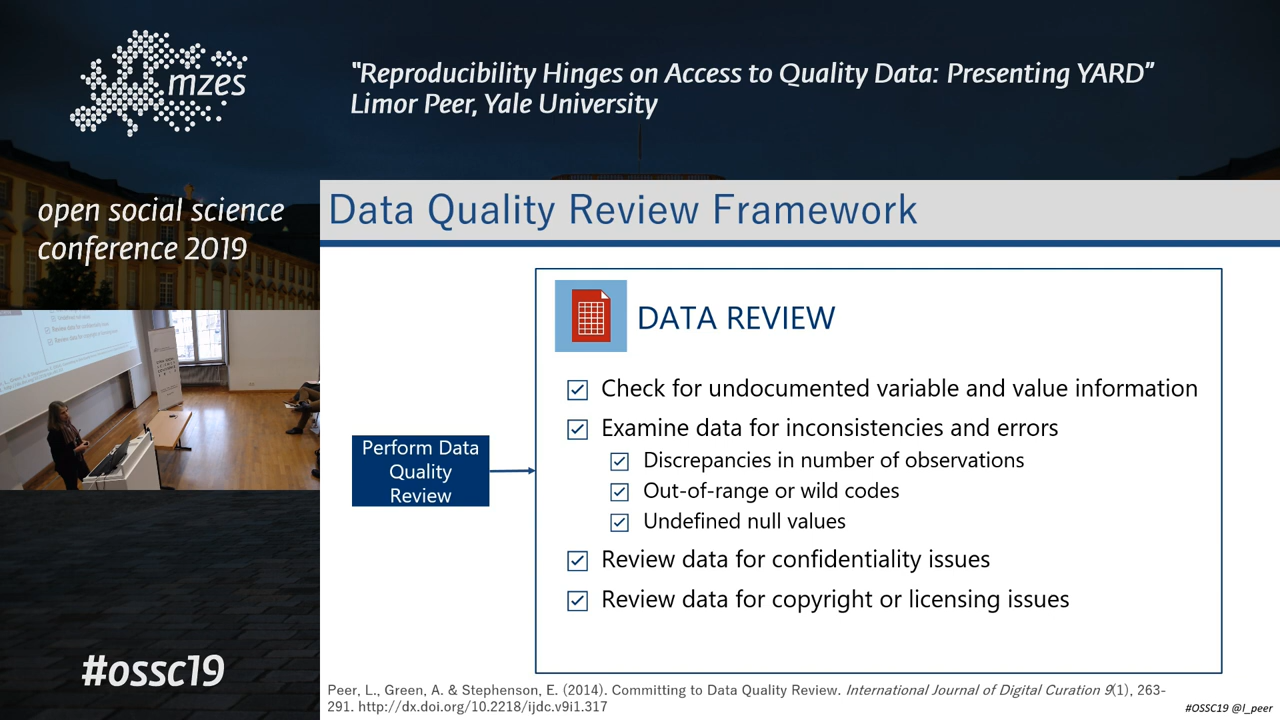 mzes
"Reproducibility Hinges on Access to Quality Data: Presenting YARD"
Limor Peer, Yale University
open social science
conference 2019
Data Quality Review Framework
DATA REVIEW
Check for undocumented variable and value information
Examine data for inconsistencies and errors
Discrepancies in number of observations
Out-of-range or wild codes
Undefined null values
Review data for confidentiality issues
Review data for copyright or licensing issues
Perform Data
Quality
Review
#ossc19
Peer, L., Green, A. & Stephenson, E. (2014). Committing to Data Quality Review. International Journal of Digital Curation 9(1), 263-
291. http://dx.doi.org/10.2218/ijdc.v9i1.317
#OSSC19 @l_peer